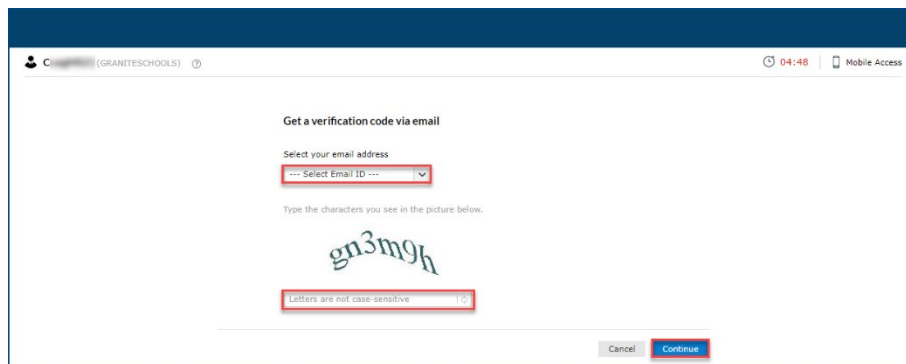 (GRANITESCHOOLS)
04:48
Mobile Access
Get a verification code via email
Select your email address
--- Select Email ID ---
Type the characters you see in the picture below.
gn3m9h
Letters are not case-sensitive
Cancel
Continue